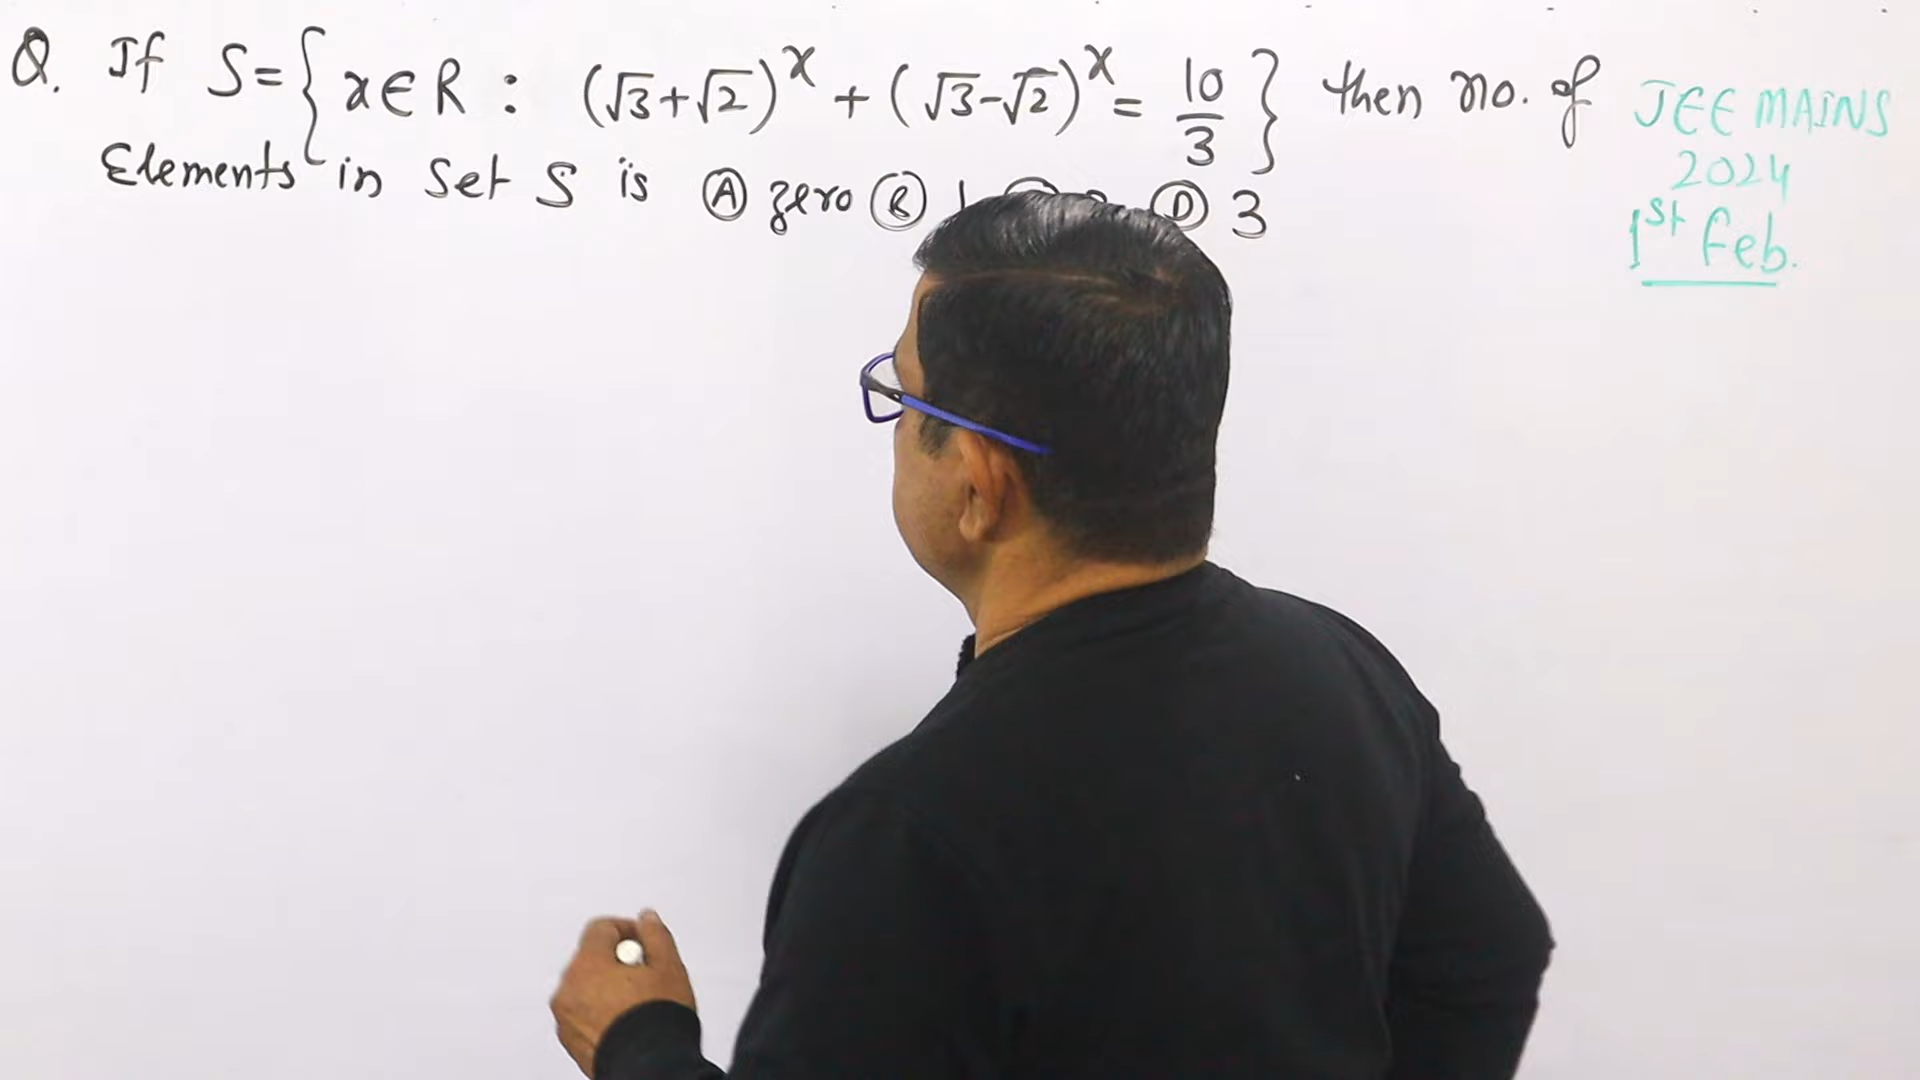 Q. If S={x∈R : (√3+√2)^x + (√3-√2)^x = 10/3} then no. of
Elements in Set S is Ⓐ zero Ⓑ 1 Ⓓ 3
JEE MAINS
2024
1st Feb.